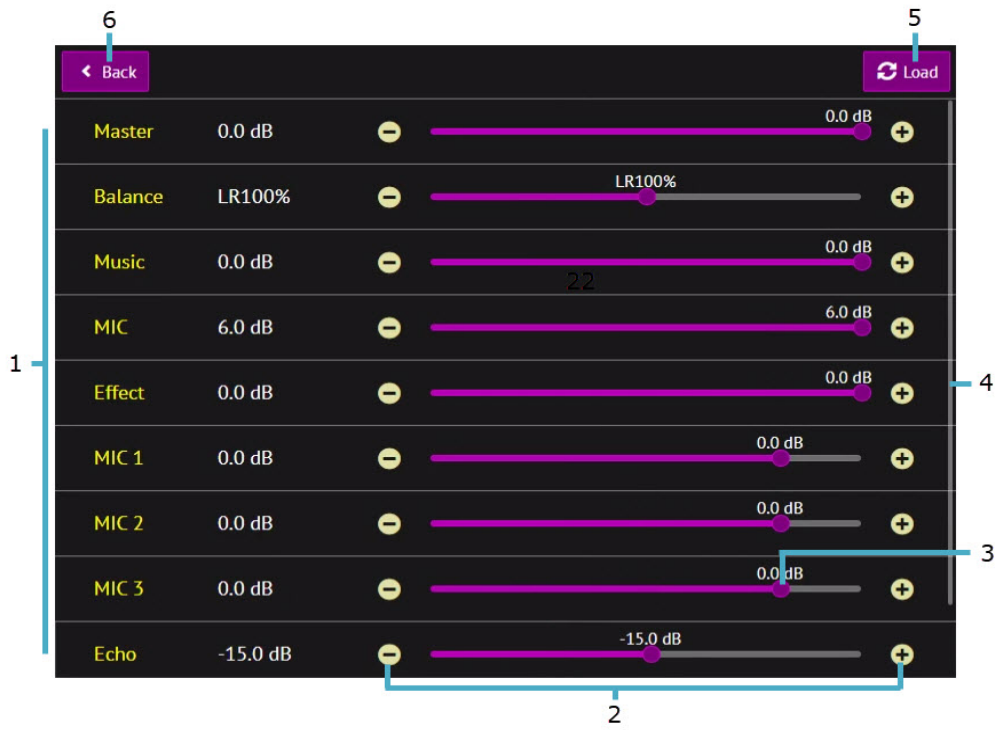 6 5
Back Load
Master 0.0 dB 0.0 dB
Balance LR100% LR100%
Music 0.0 dB 0.0 dB
22
MIC 6.0 dB 6.0 dB
1
Effect 0.0 dB 0.0 dB
4
MIC 1 0.0 dB 0.0 dB
MIC 2 0.0 dB 0.0 dB
3
MIC 3 0.0 dB 0.0 dB
Echo -15.0 dB -15.0 dB
2